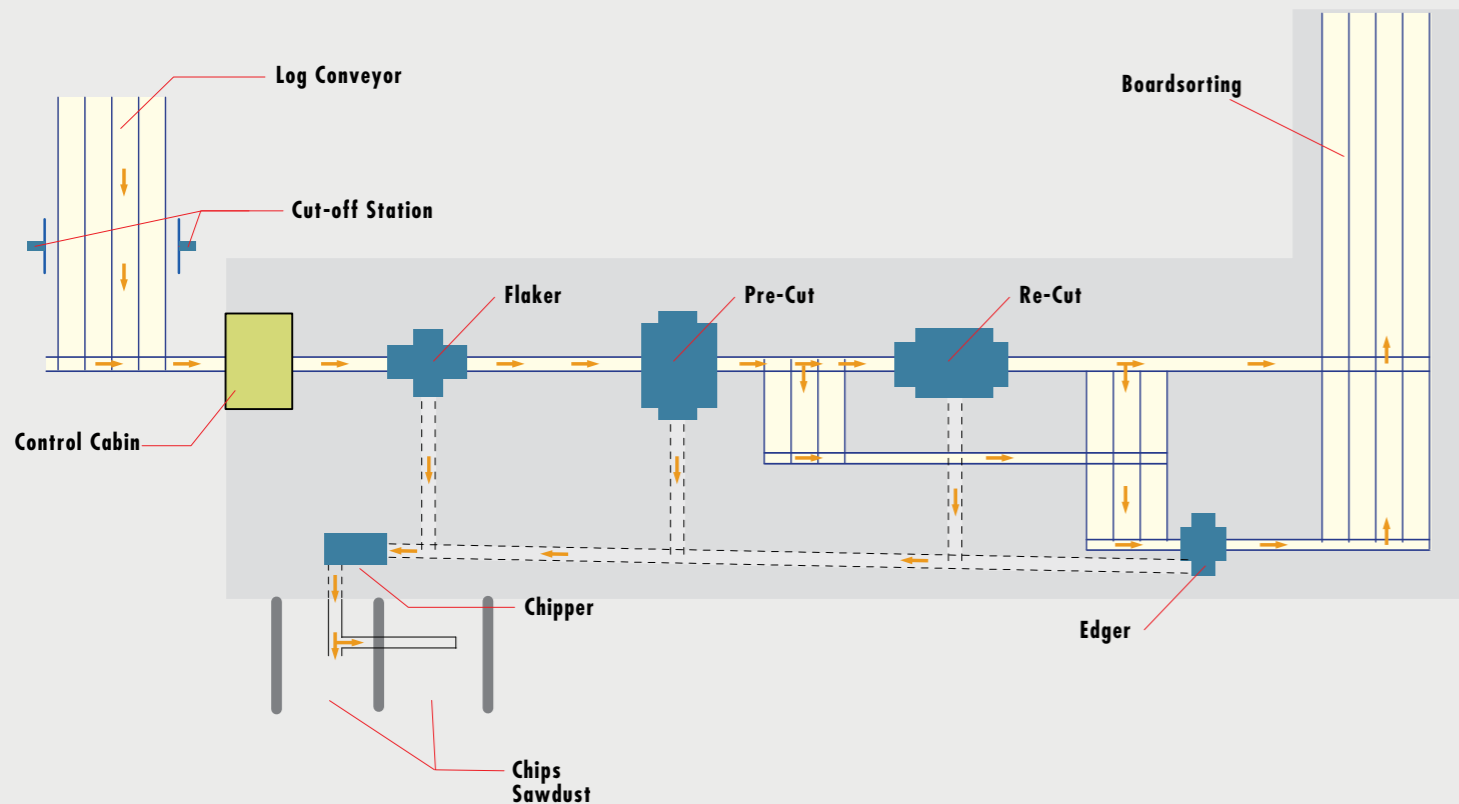 Log Conveyor
Boardsorting
Cut-off Station
Flaker
Pre-Cut
Re-Cut
Control Cabin
Chipper
Edger
Chips
Sawdust